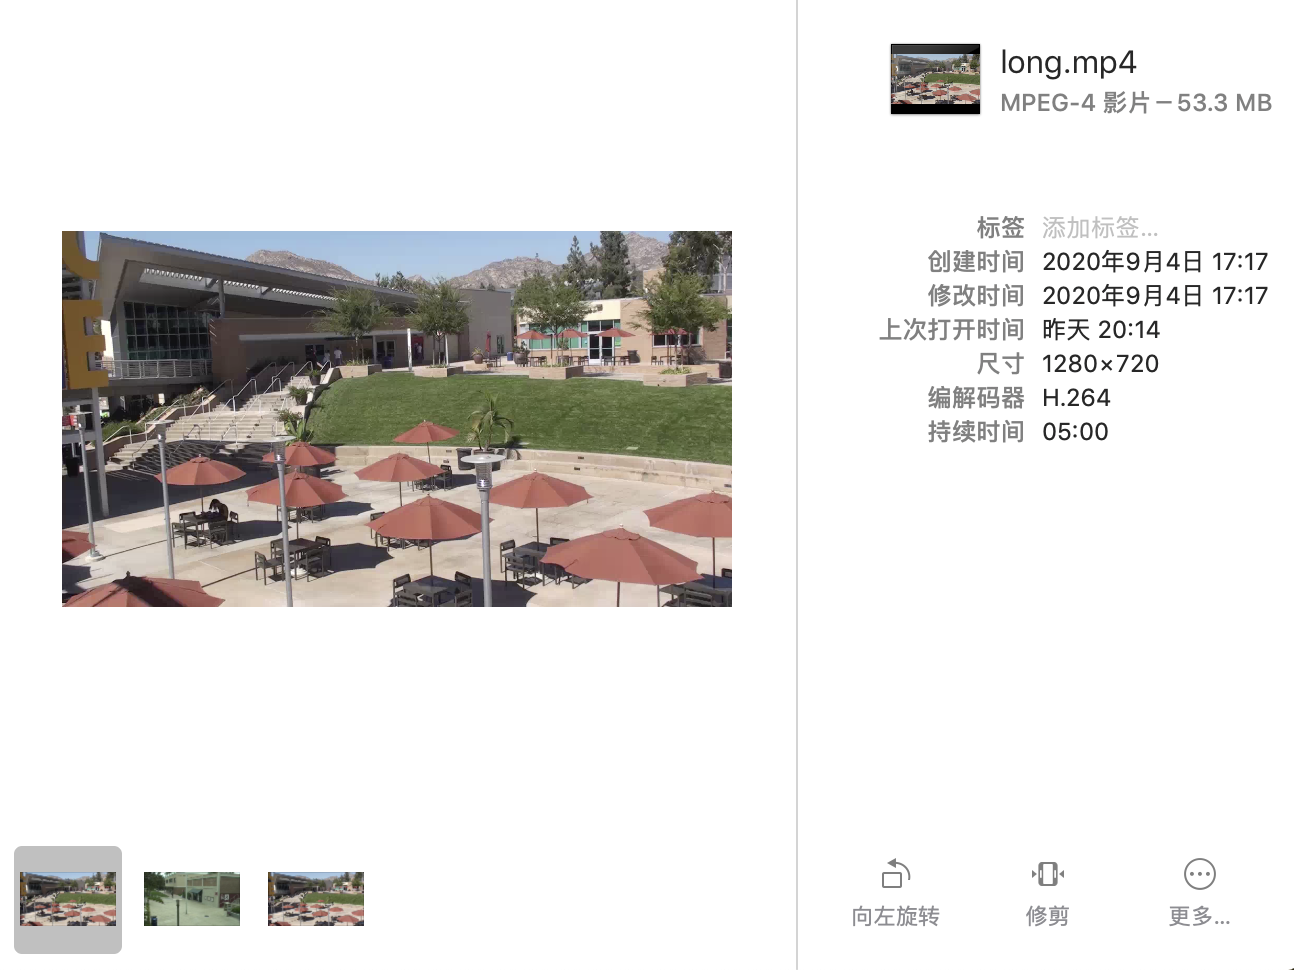 long.mp4
MPEG-4 影片 – 53.3 MB
标签 添加标签...
创建时间 2020年9月4日 17:17
修改时间 2020年9月4日 17:17
上次打开时间 昨天 20:14
尺寸 1280×720
编解码器 H.264
持续时间 05:00
E
向左旋转 修剪 更多...